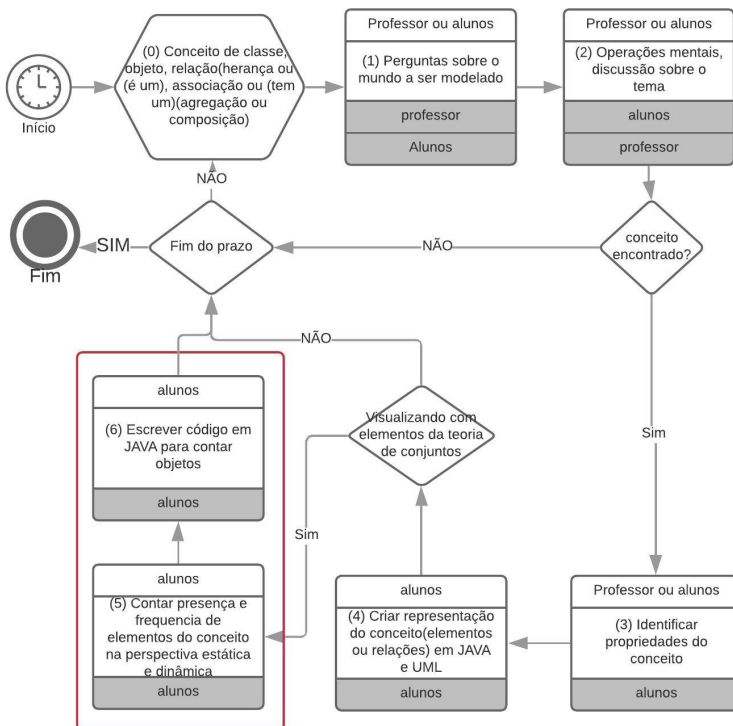 Início
(0) Conceito de classe,
objeto, relação(herança ou
(é um), associação ou (tem
um)(agregação ou
composição)
Professor ou alunos
(1) Perguntas sobre o
mundo a ser modelado
professor
Alunos
Professor ou alunos
(2) Operações mentais,
discussão sobre o
tema
alunos
professor
NÃO
Fim
SIM
Fim do prazo
NÃO
conceito
encontrado?
NÃO
Sim
alunos
(6) Escrever código em
JAVA para contar
objetos
alunos
Visualizando com
elementos da teoria
de conjuntos
Sim
alunos
(5) Contar presença e
frequencia de
elementos do conceito
na perspectiva estática
e dinâmica
alunos
alunos
(4) Criar representação
do conceito(elementos
ou relações) em JAVA
e UML
alunos
Professor ou alunos
(3) Identificar
propriedades do
conceito
alunos